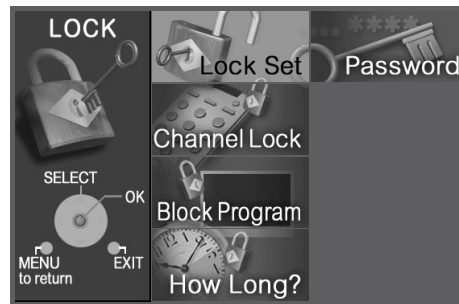 LOCK
SELECT
OK
MENU
to return
EXIT
Lock Set
Password
Channel Lock
Block Program
How Long?